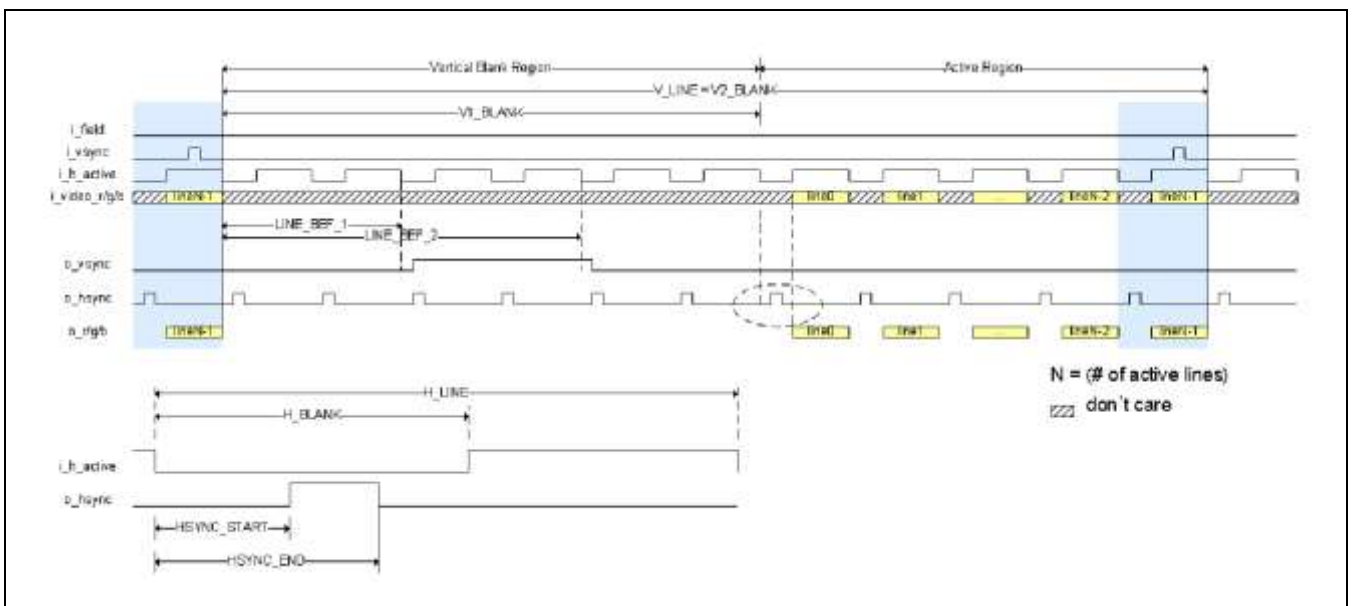 Vertical Blank Region
Active Region
V_LINE = V2_BLANK
V1_BLANK
i_field
i_vsync
i_h_active
i_video_r/g/b
lineN-1
line0
line1
...
lineN-2
lineN-1
LINE_BEF_1
LINE_BEF_2
o_vsync
o_hsync
o_r/g/b
lineN-1
line0
line1
...
lineN-2
lineN-1
N = (# of active lines)
don't care
H_LINE
H_BLANK
i_h_active
o_hsync
HSYNC_START
HSYNC_END